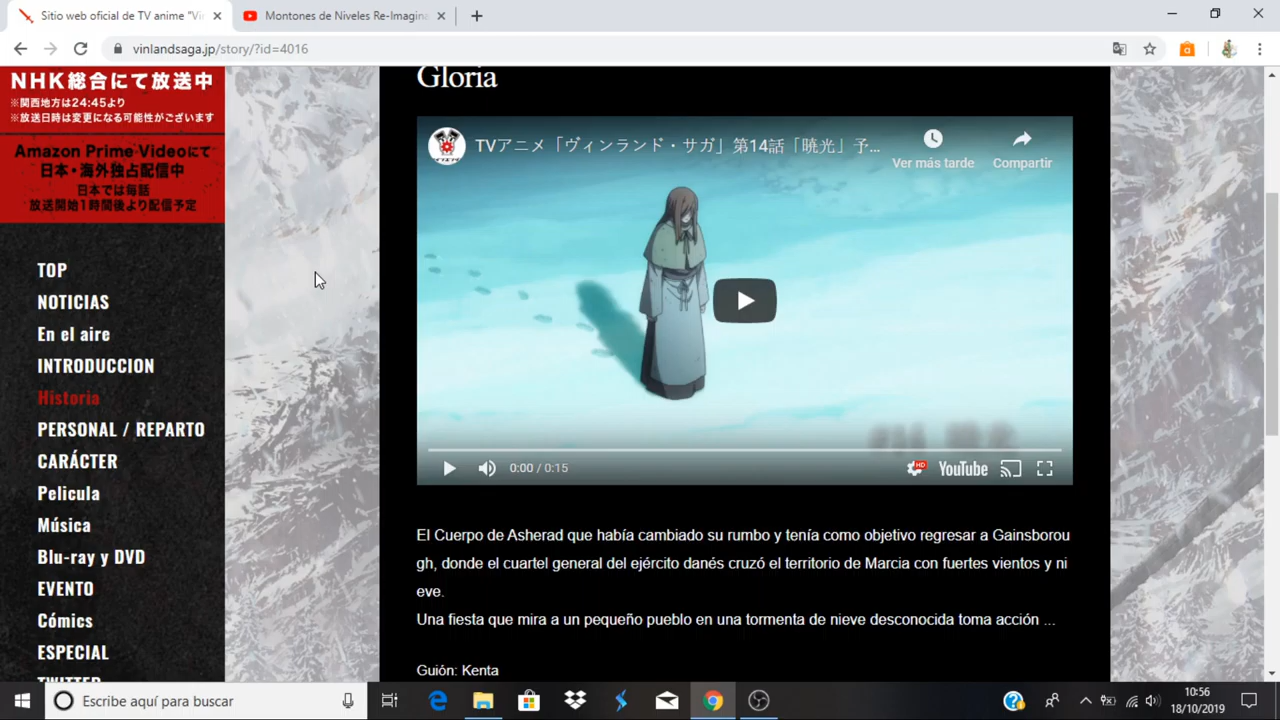 Sitio web oficial de TV anime "Vi
Montones de Niveles Re-Imagina
vinlandsaga.jp/story/?id=4016
NHK総合にて放送中
※関西地方は24:45より
※放送日時は変更になる可能性がございます
Amazon Prime Videoにて
日本・海外独占配信中
日本では毎話
放送開始1時間後より配信予定
TOP
NOTICIAS
En el aire
INTRODUCCION
Historia
PERSONAL / REPARTO
CARÁCTER
Pelicula
Música
Blu-ray y DVD
EVENTO
Cómics
ESPECIAL
TWITTER
Gloria
TVアニメ「ヴィンランド・サガ」第14話「暁光」予...
Ver más tarde
Compartir
0:00 / 0:15
HD
YouTube
El Cuerpo de Asherad que había cambiado su rumbo y tenía como objetivo regresar a Gainsborou
gh, donde el cuartel general del ejército danés cruzó el territorio de Marcia con fuertes vientos y ni
eve.
Una fiesta que mira a un pequeño pueblo en una tormenta de nieve desconocida toma acción ...
Guión: Kenta
Escribe aquí para buscar
10:56
18/10/2019